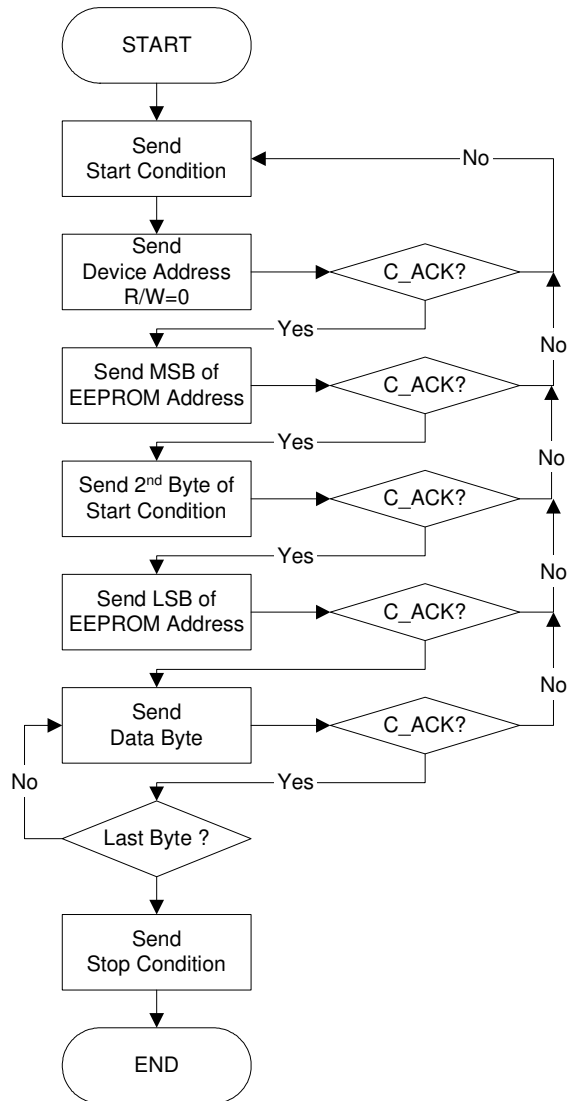 START
Send
Start Condition
No
Send
Device Address
R/W=0
C_ACK?
Yes
No
Send MSB of
EEPROM Address
C_ACK?
Yes
No
Send 2nd Byte of
Start Condition
C_ACK?
Yes
No
Send LSB of
EEPROM Address
C_ACK?
No
Send
Data Byte
C_ACK?
No
Yes
Last Byte ?
Send
Stop Condition
END